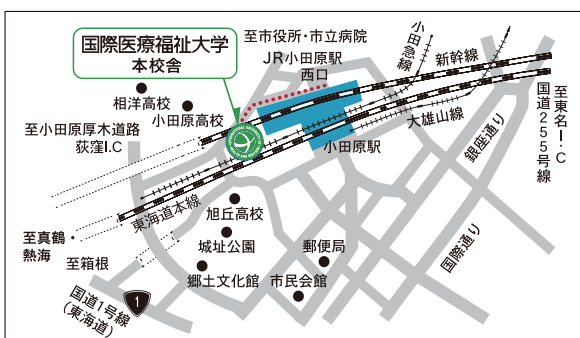 国際医療福祉大学
本校舎
至市役所・市立病院
JR小田原駅
西口
小田急線
新幹線
至東名I・C
国道255号線
相洋高校
小田原高校
至小田原厚木道路
荻窪I.C
大雄山線
銀座通り
小田原駅
東海道本線
旭丘高校
国際通り
至真鶴・
熱海
城址公園
至箱根
郵便局
郷土文化館
市民会館
国道1号線
(東海道)
1